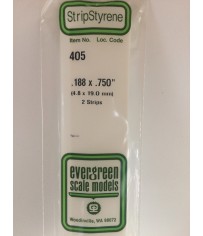 StripStyrene
Item No. Loc. Code
405
.188 x .750"
(4.8 x 19.0 mm)
2 Strips
evergreen
scale models
Woodinville, WA 98072